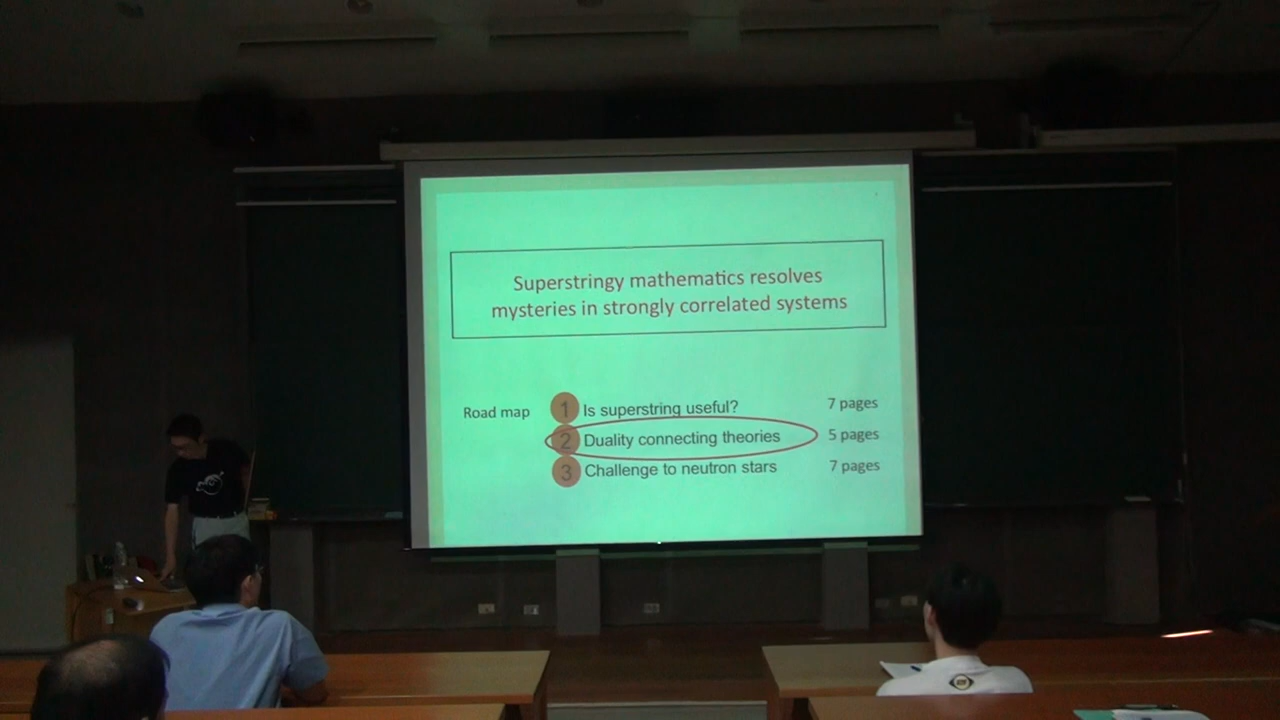 Superstringy mathematics resolves
mysteries in strongly correlated systems
Road map 1 Is superstring useful? 7 pages
2 Duality connecting theories 5 pages
3 Challenge to neutron stars 7 pages